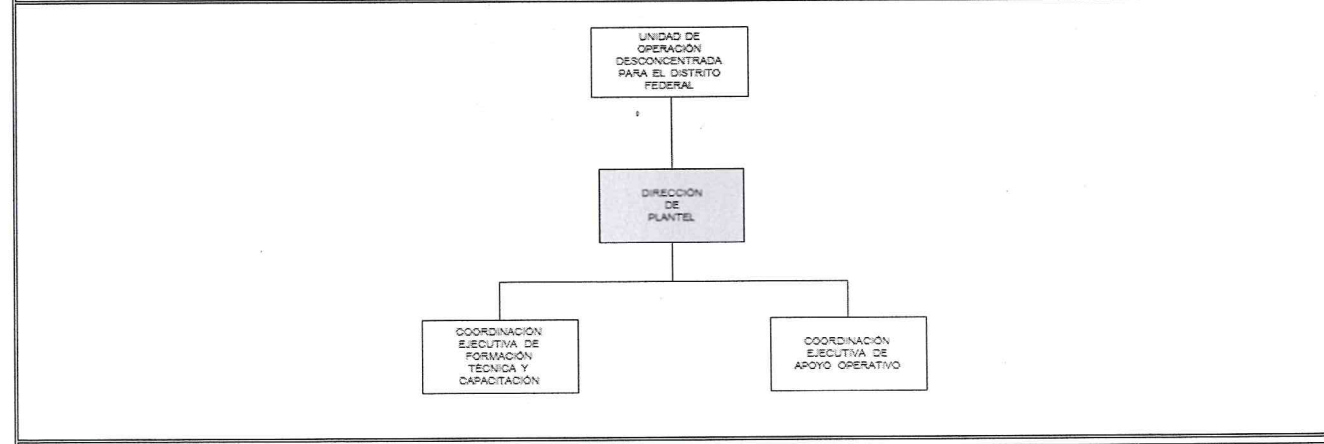 UNIDAD DE
OPERACIÓN
DESCONCENTRADA
PARA EL DISTRITO
FEDERAL
DIRECCIÓN
DE
PLANTEL
COORDINACIÓN
EJECUTIVA DE
FORMACIÓN
TÉCNICA Y
CAPACITACIÓN
COORDINACIÓN
EJECUTIVA DE
APOYO OPERATIVO